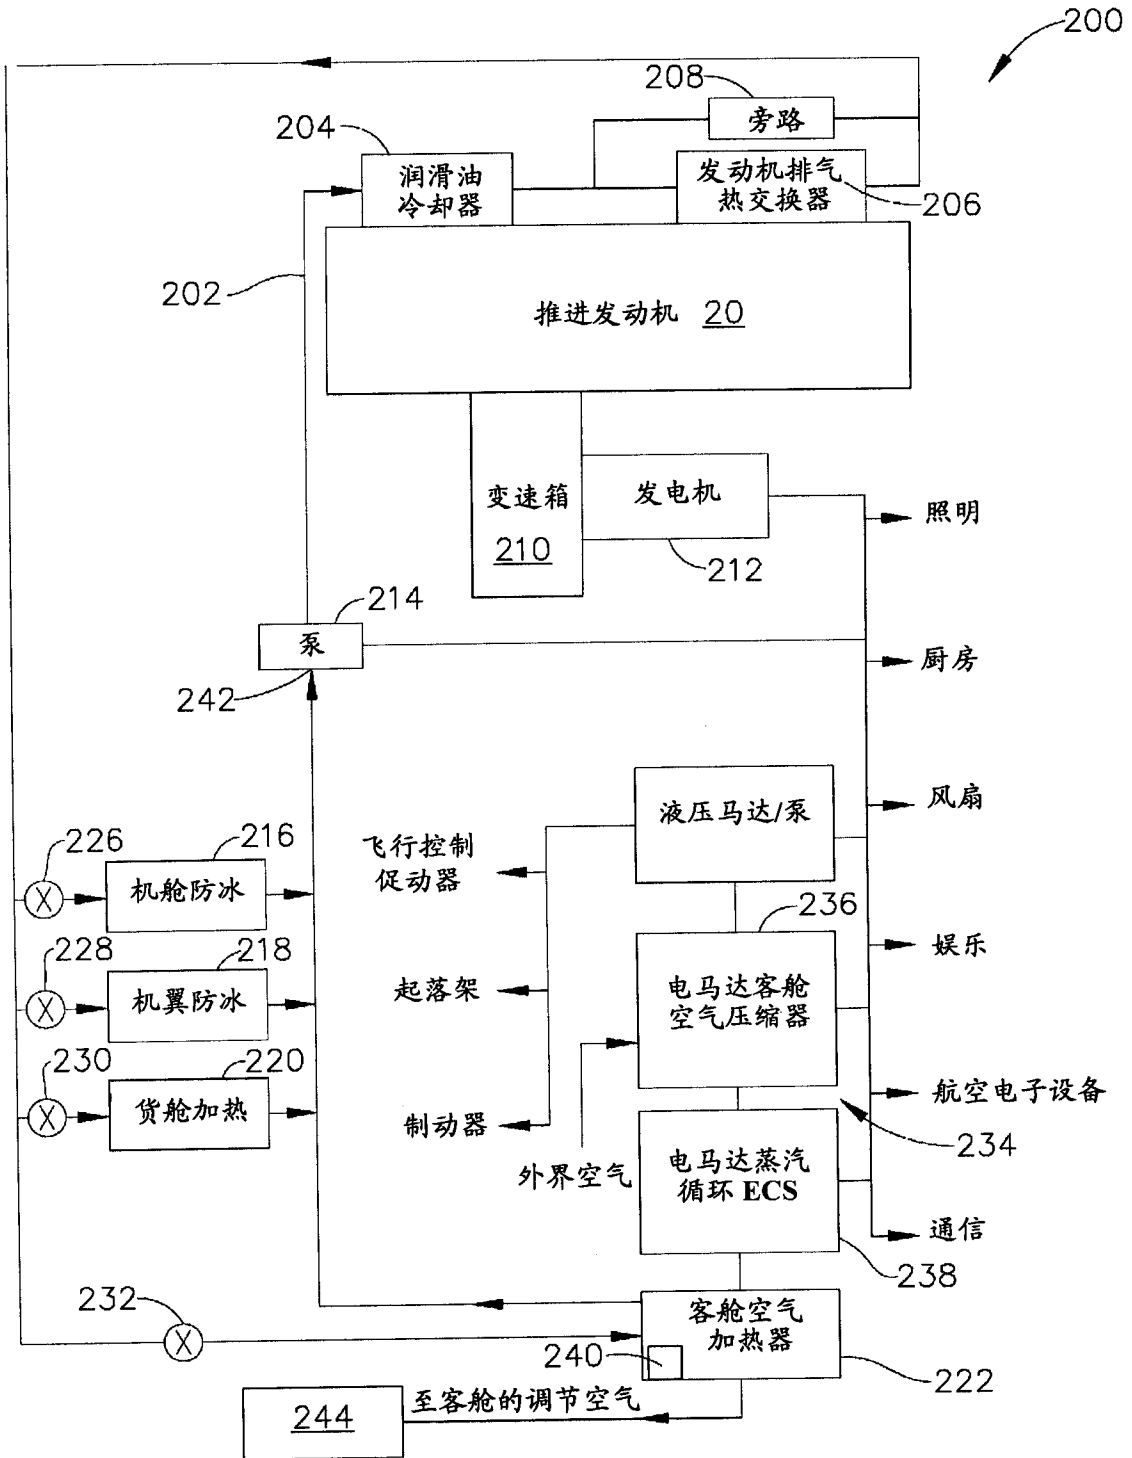 200
208
旁路
204
润滑油
冷却器
发动机排气
热交换器
206
202
推进发动机 20
变速箱
210
发电机
212
照明
214
泵
242
厨房
液压马达/泵
风扇
飞行控制
促动器
226
216
机舱防冰
236
228
218
机翼防冰
起落架
电马达客舱
空气压缩器
娱乐
230
220
货舱加热
制动器
外界空气
航空电子设备
234
电马达蒸汽
循环 ECS
通信
238
232
客舱空气
加热器
240
222
至客舱的调节空气
244